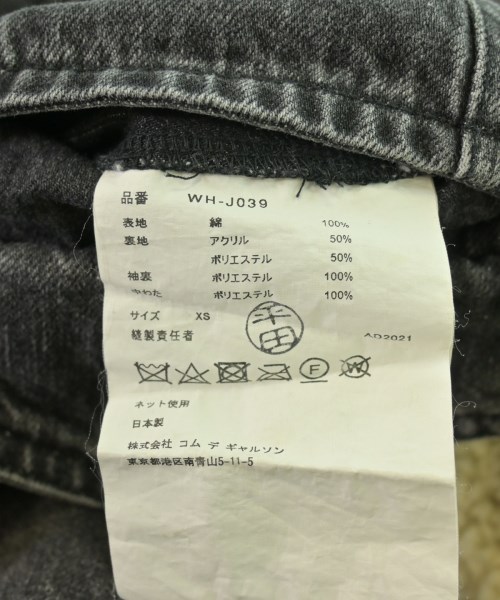 品番 WH-J039
表地 綿 100%
裏地 アクリル 50%
ポリエステル 50%
袖裏 ポリエステル 100%
中わた ポリエステル 100%
サイズ XS
平田
縫製責任者 AD2021
F W
ネット使用
日本製
株式会社 コム デ ギャルソン
東京都港区南青山5-11-5